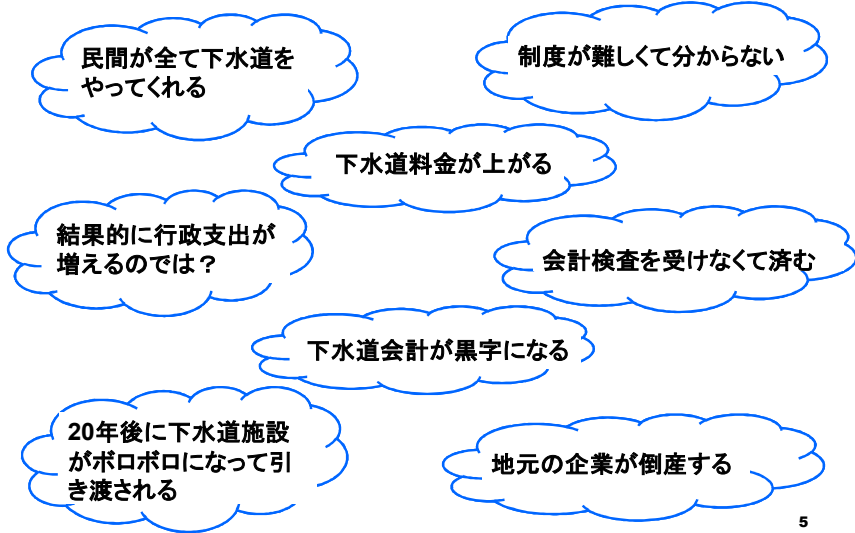 民間が全て下水道を
やってくれる
制度が難しくて分からない
下水道料金が上がる
結果的に行政支出が
増えるのでは？
会計検査を受けなくて済む
下水道会計が黒字になる
20年後に下水道施設
がボロボロになって引
き渡される
地元の企業が倒産する
5